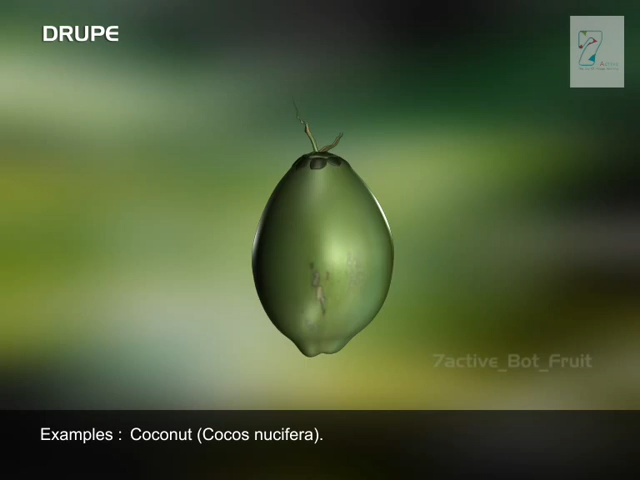 DRUPE
7active_Bot_Fruit
Examples : Coconut (Cocos nucifera).